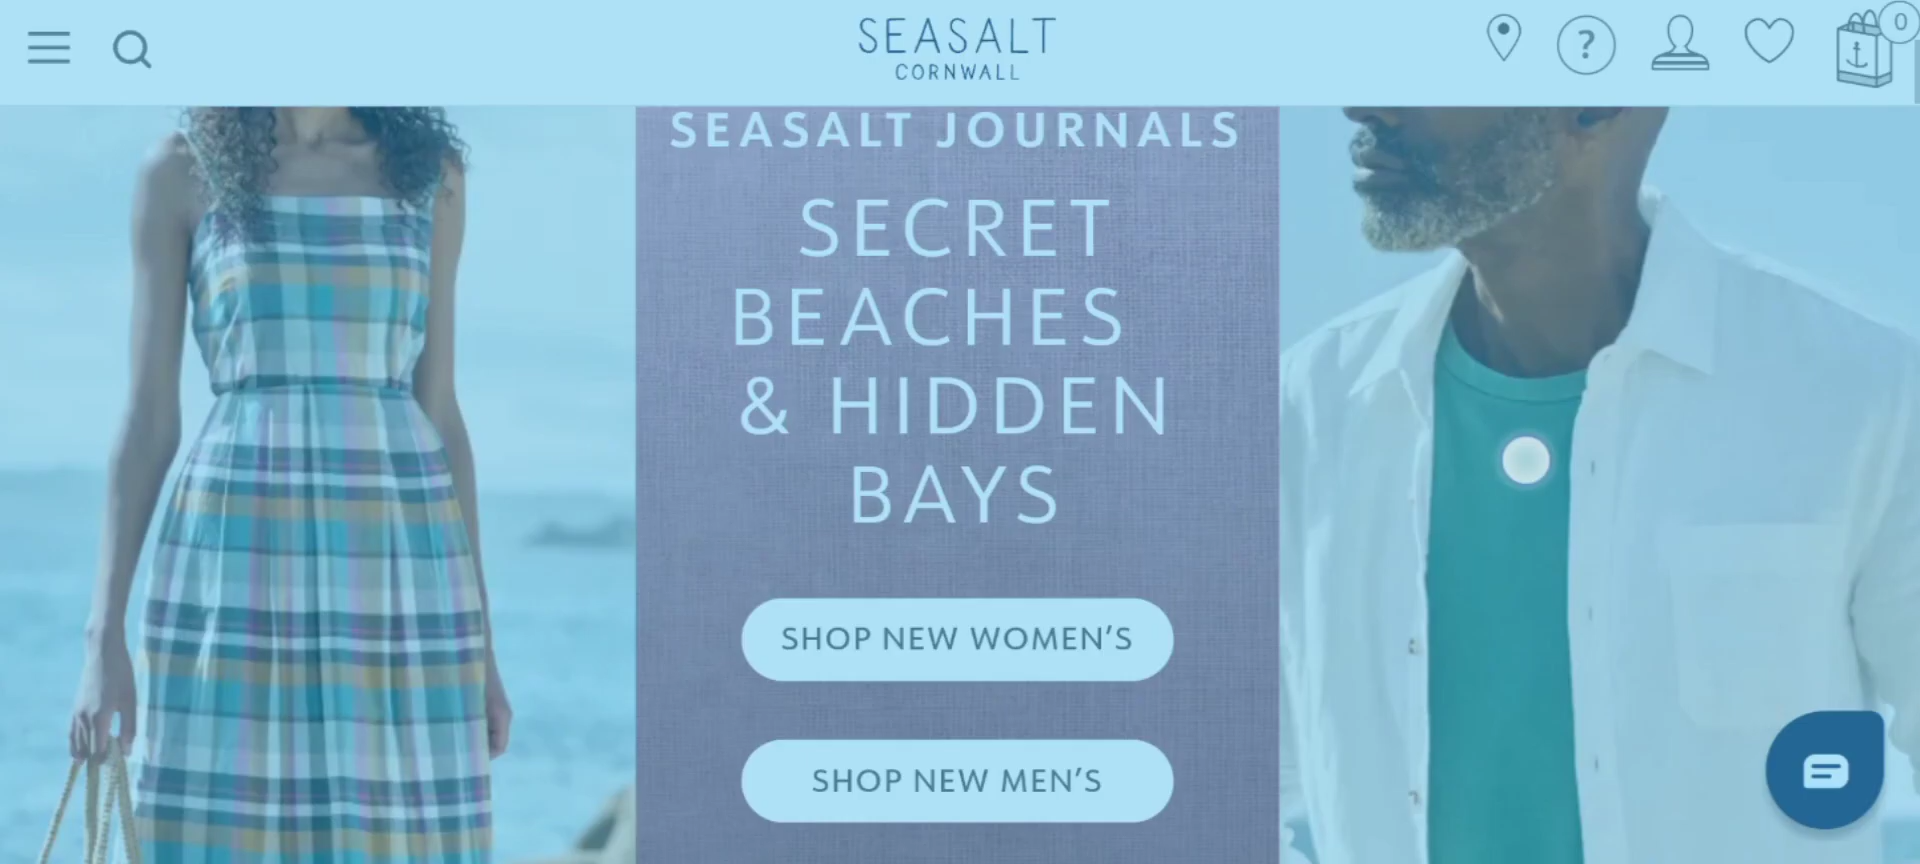 SEASALT
CORNWALL
?
0
SEASALT JOURNALS
SECRET
BEACHES
& HIDDEN
BAYS
SHOP NEW WOMEN'S
SHOP NEW MEN'S